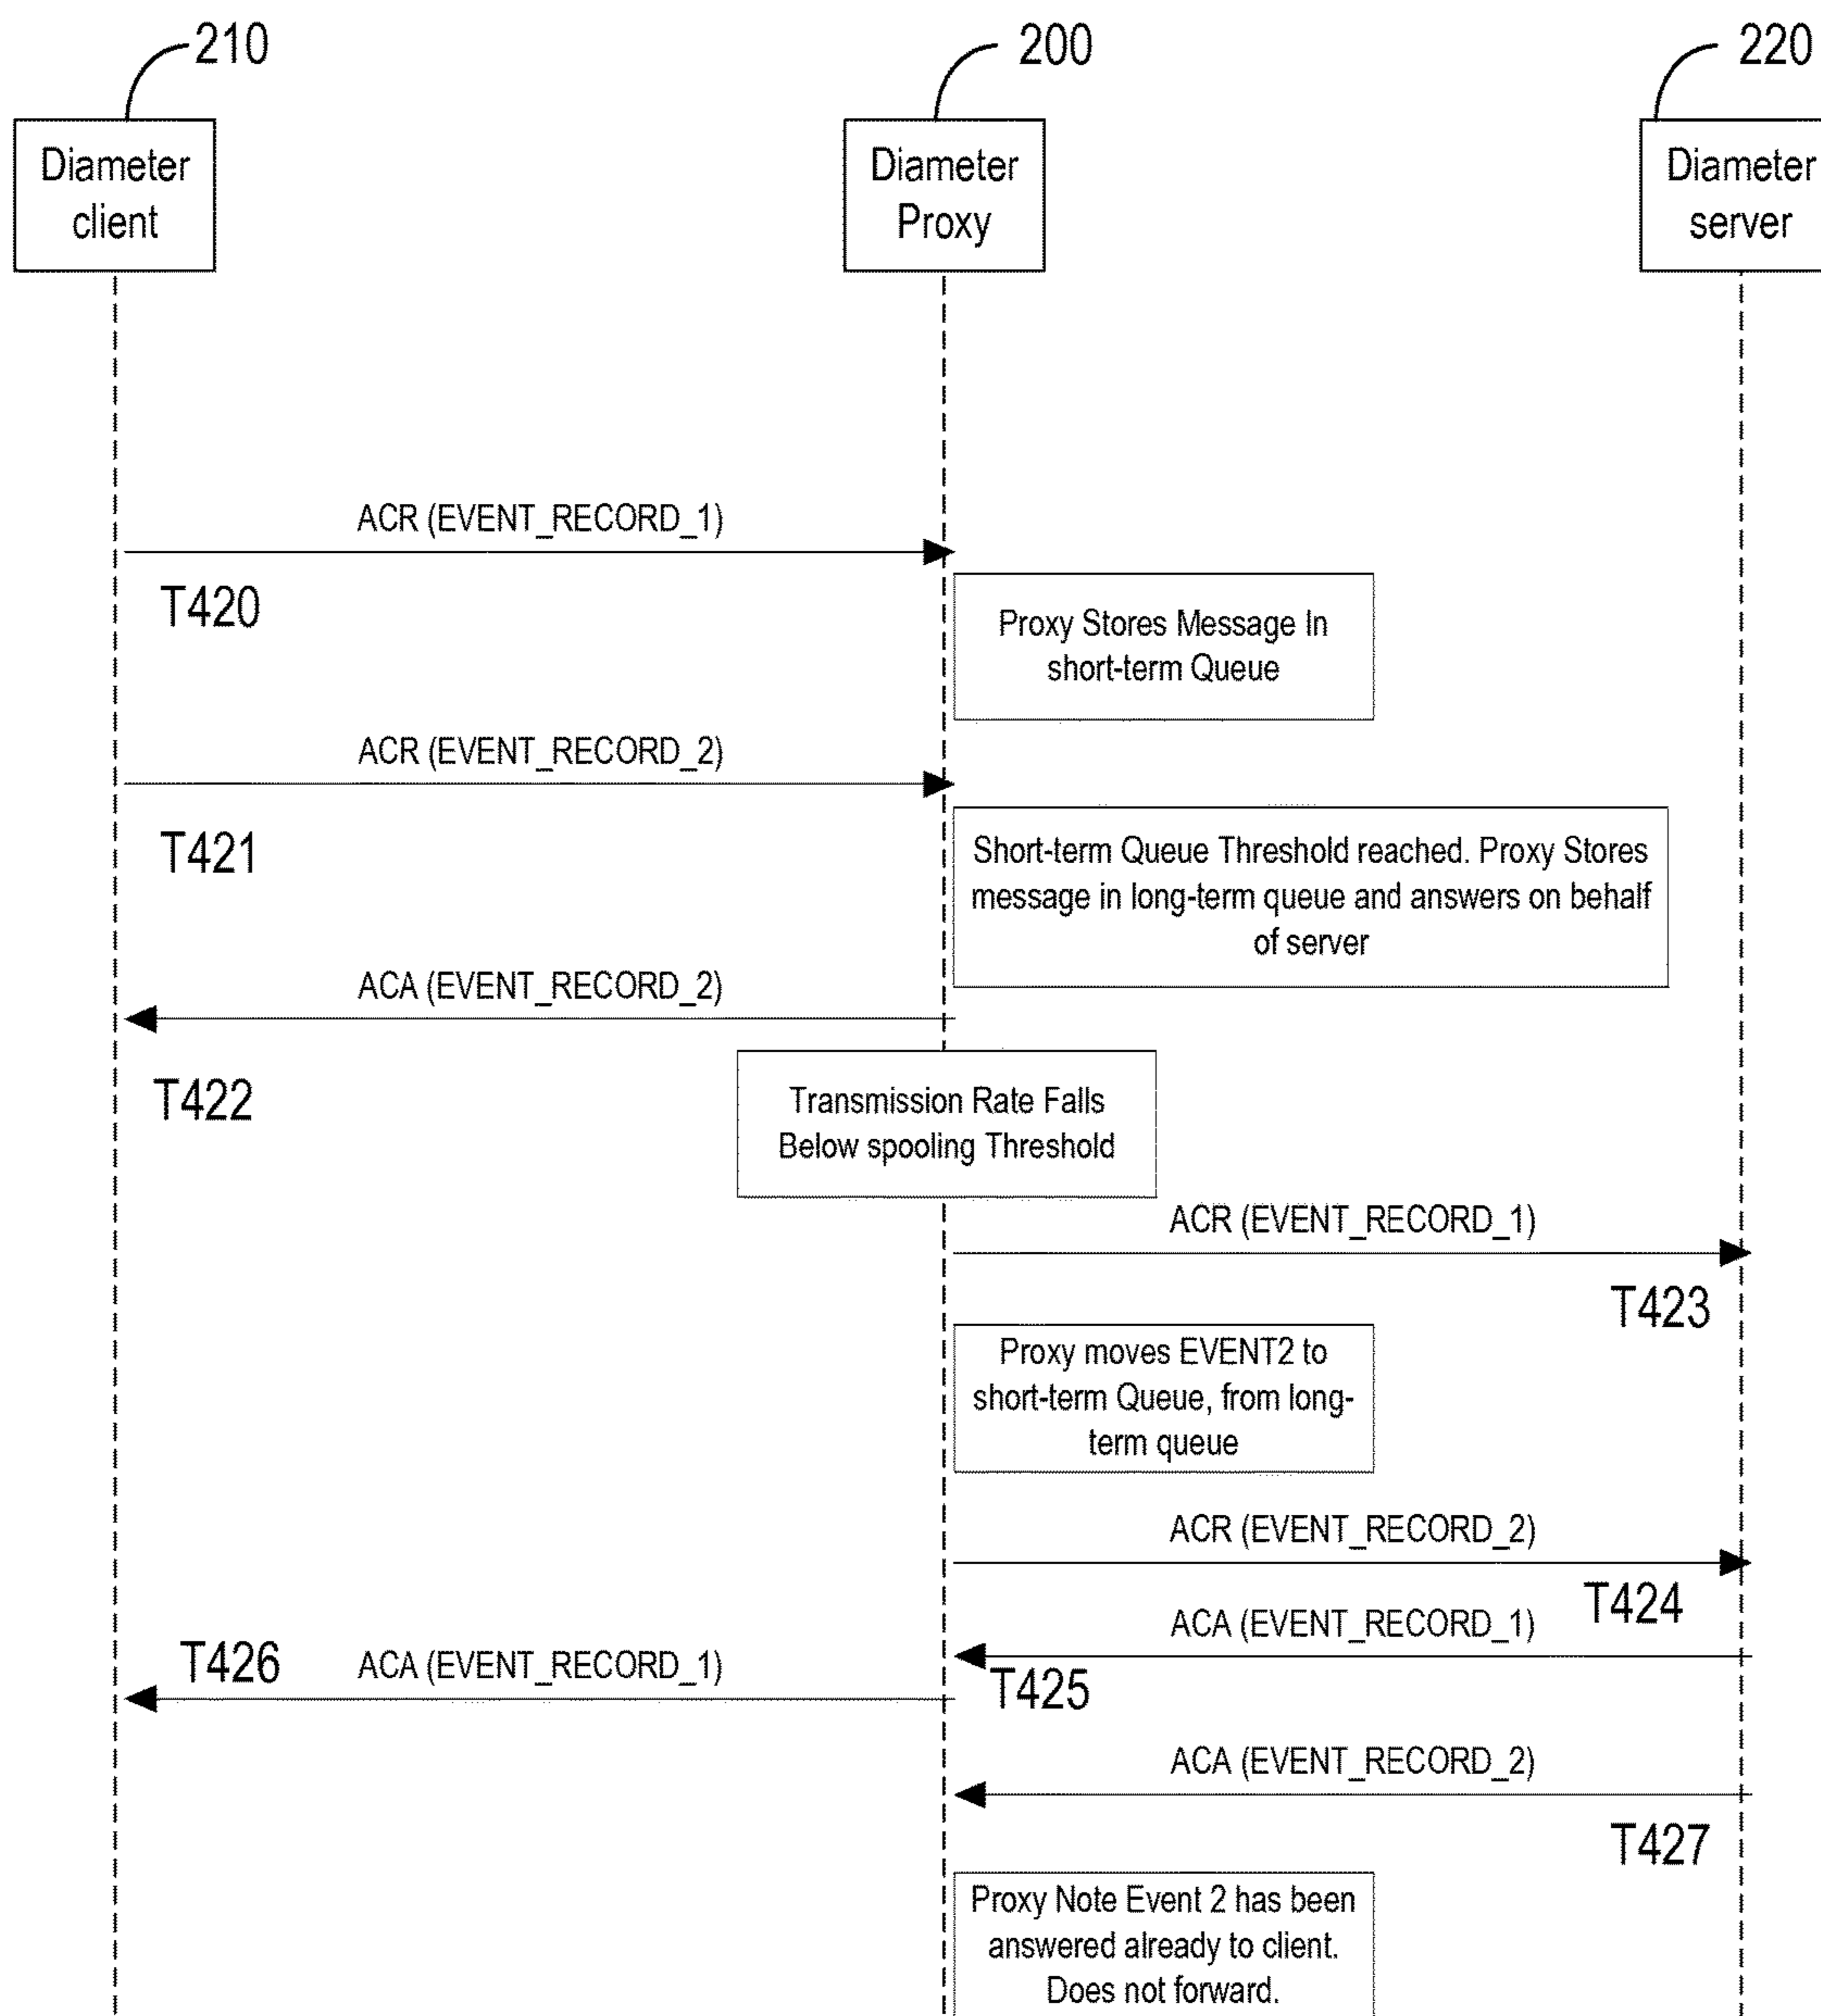 210
200
220
Diameter
client
Diameter
Proxy
Diameter
server
ACR (EVENT_RECORD_1)
T420
Proxy Stores Message In
short-term Queue
ACR (EVENT_RECORD_2)
T421
Short-term Queue Threshold reached. Proxy Stores
message in long-term queue and answers on behalf
of server
ACA (EVENT_RECORD_2)
T422
Transmission Rate Falls
Below spooling Threshold
ACR (EVENT_RECORD_1)
T423
Proxy moves EVENT2 to
short-term Queue, from long-
term queue
ACR (EVENT_RECORD_2)
T424
ACA (EVENT_RECORD_1)
T425
T426
ACA (EVENT_RECORD_1)
ACA (EVENT_RECORD_2)
T427
Proxy Note Event 2 has been
answered already to client.
Does not forward.